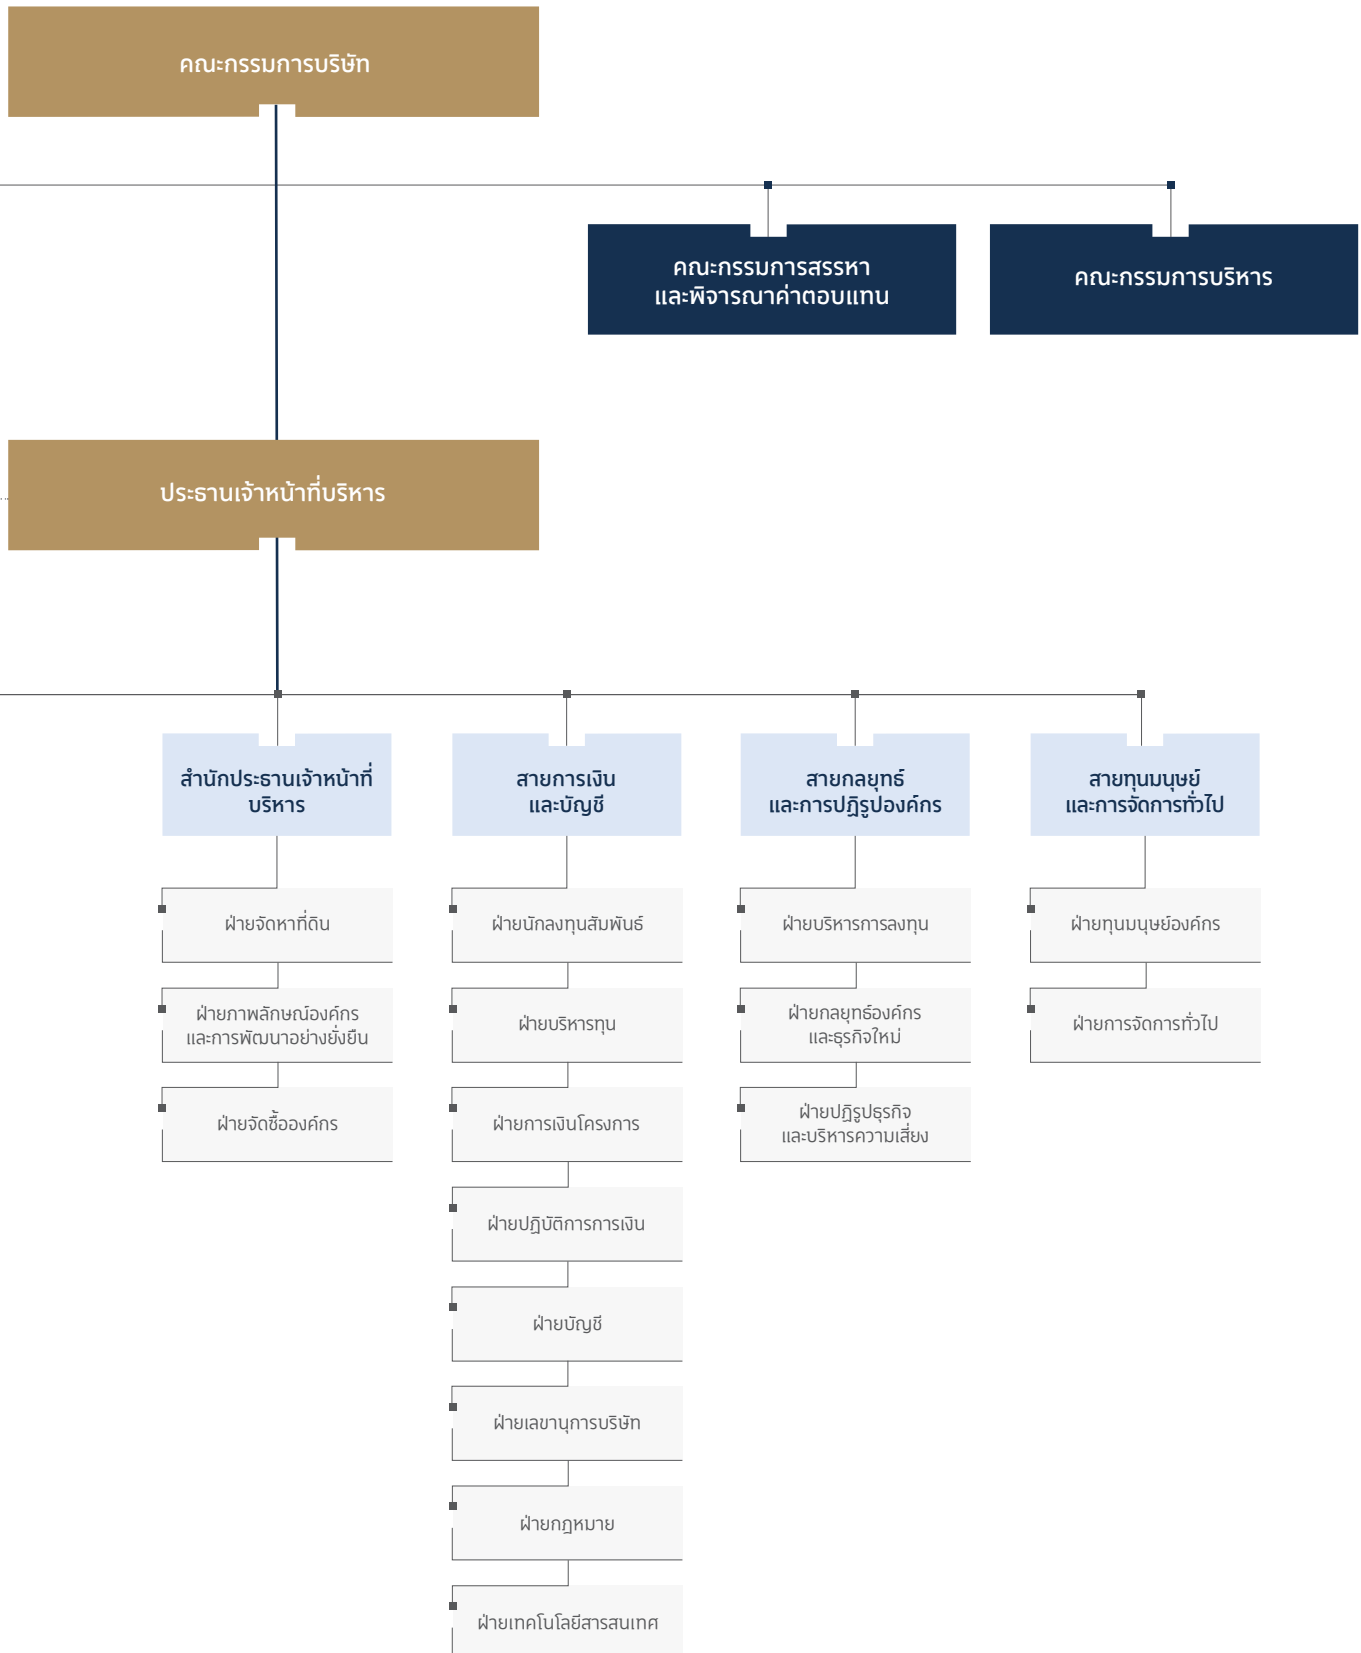 คณะกรรมการบริษัท
คณะกรรมการสรรหา
และพิจารณาค่าตอบแทน
คณะกรรมการบริหาร
ประธานเจ้าหน้าที่บริหาร
สำนักประธานเจ้าหน้าที่
บริหาร
ฝ่ายจัดหาที่ดิน
ฝ่ายภาพลักษณ์องค์กร
และการพัฒนาอย่างยั่งยืน
ฝ่ายจัดซื้อองค์กร
สายการเงิน
และบัญชี
ฝ่ายนักลงทุนสัมพันธ์
ฝ่ายบริหารทุน
ฝ่ายการเงินโครงการ
ฝ่ายปฏิบัติการการเงิน
ฝ่ายบัญชี
ฝ่ายเลขานุการบริษัท
ฝ่ายกฎหมาย
ฝ่ายเทคโนโลยีสารสนเทศ
สายกลยุทธ์
และการปฏิรูปองค์กร
ฝ่ายบริหารการลงทุน
ฝ่ายกลยุทธ์องค์กร
และธุรกิจใหม่
ฝ่ายปฏิรูปธุรกิจ
และบริหารความเสี่ยง
สายทุนมนุษย์
และการจัดการทั่วไป
ฝ่ายทุนมนุษย์องค์กร
ฝ่ายการจัดการทั่วไป